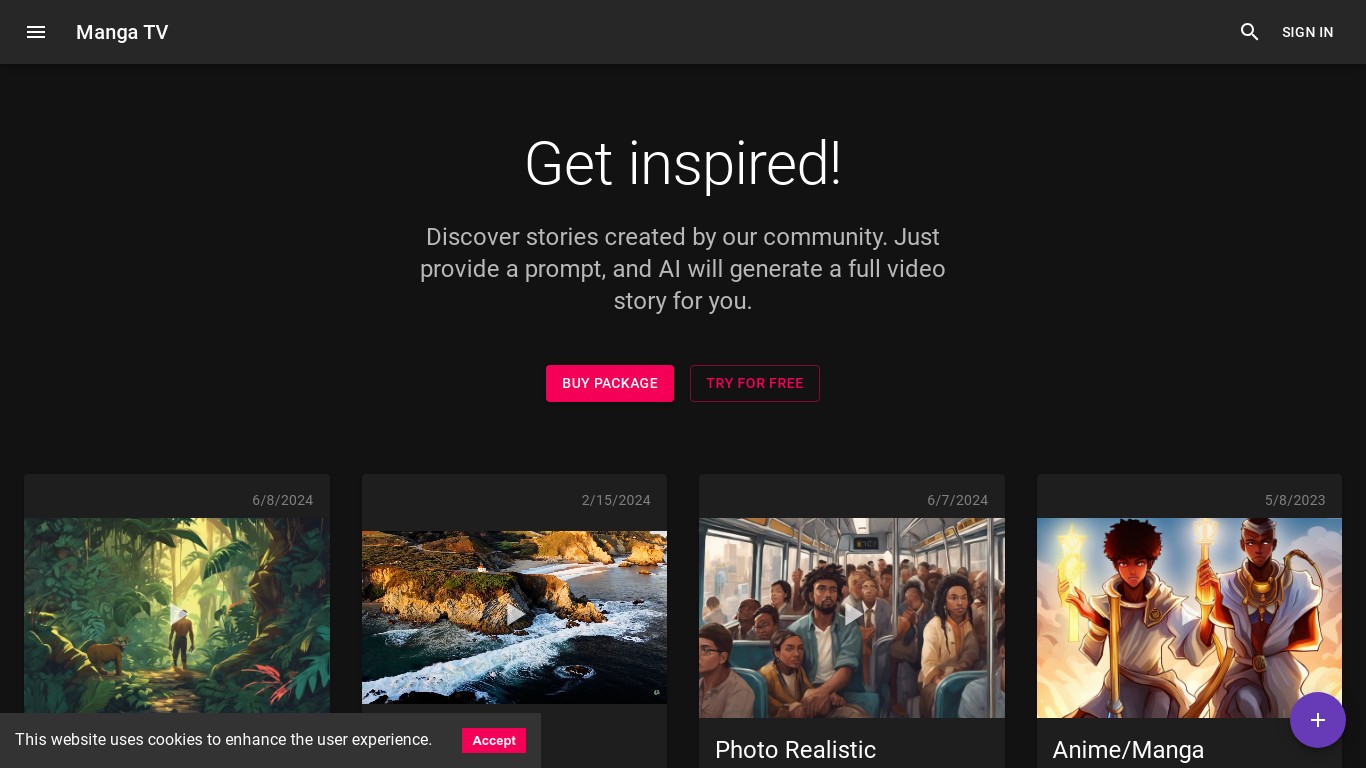 Manga TV
SIGN IN
Get inspired!
Discover stories created by our community. Just
provide a prompt, and AI will generate a full video
story for you.
BUY PACKAGE
TRY FOR FREE
6/8/2024
2/15/2024
6/7/2024
5/8/2023
Photo Realistic
Anime/Manga
This website uses cookies to enhance the user experience.
Accept